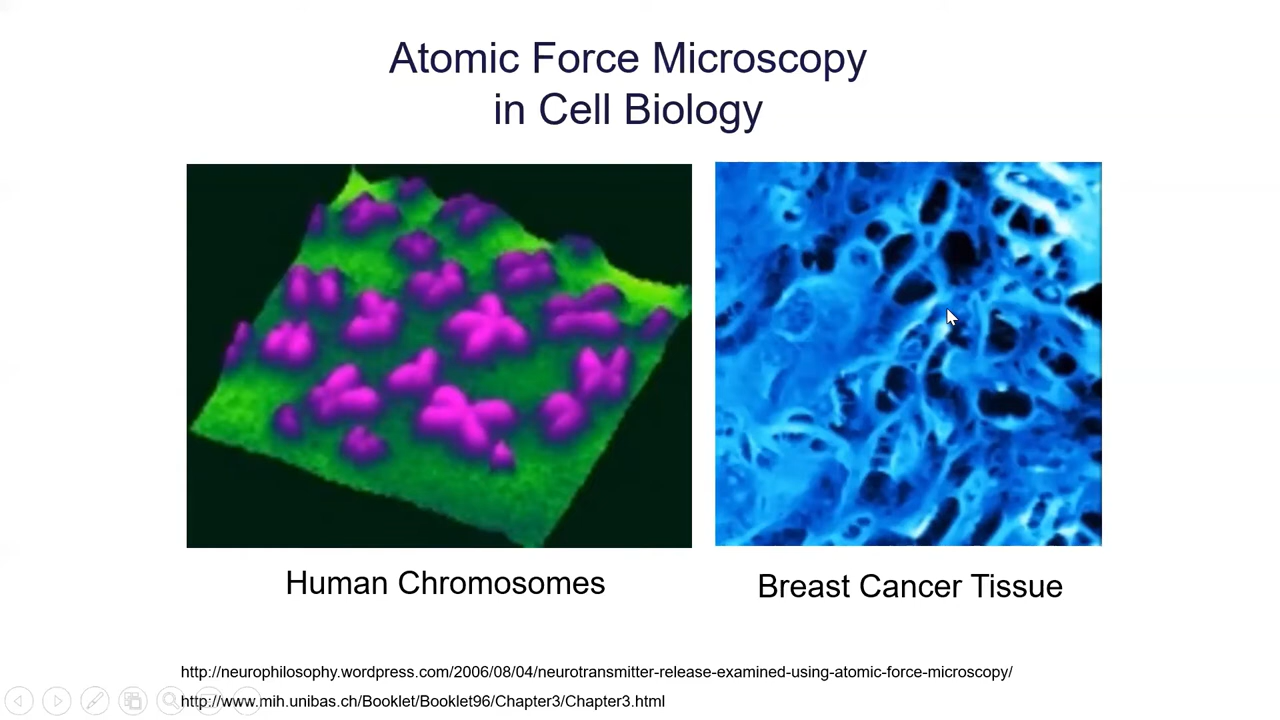 Atomic Force Microscopy
in Cell Biology
Human Chromosomes
Breast Cancer Tissue
http://neurophilosophy.wordpress.com/2006/08/04/neurotransmitter-release-examined-using-atomic-force-microscopy/
http://www.mih.unibas.ch/Booklet/Booklet96/Chapter3/Chapter3.html